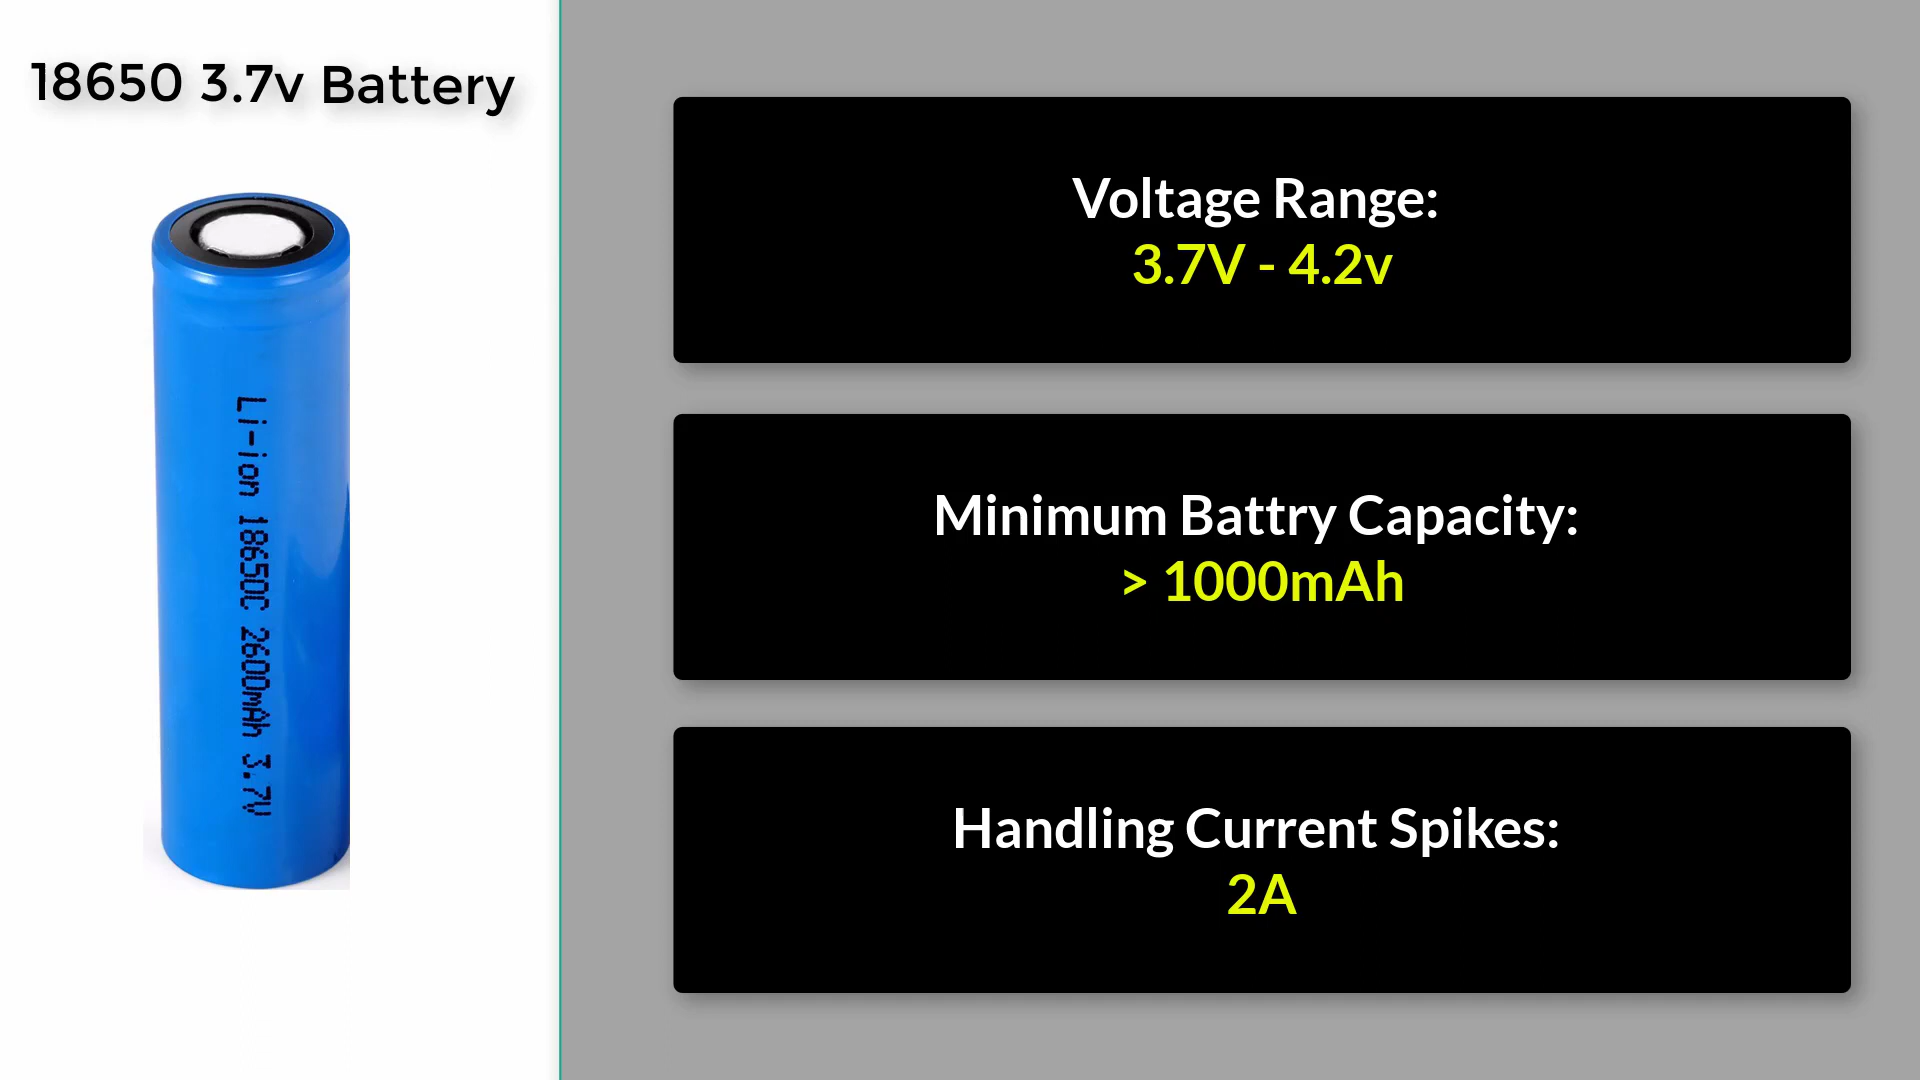 18650 3.7v Battery
Li-ion 18650C 2600mAh 3.7V
Voltage Range:
3.7V - 4.2v
Minimum Battry Capacity:
> 1000mAh
Handling Current Spikes:
2A